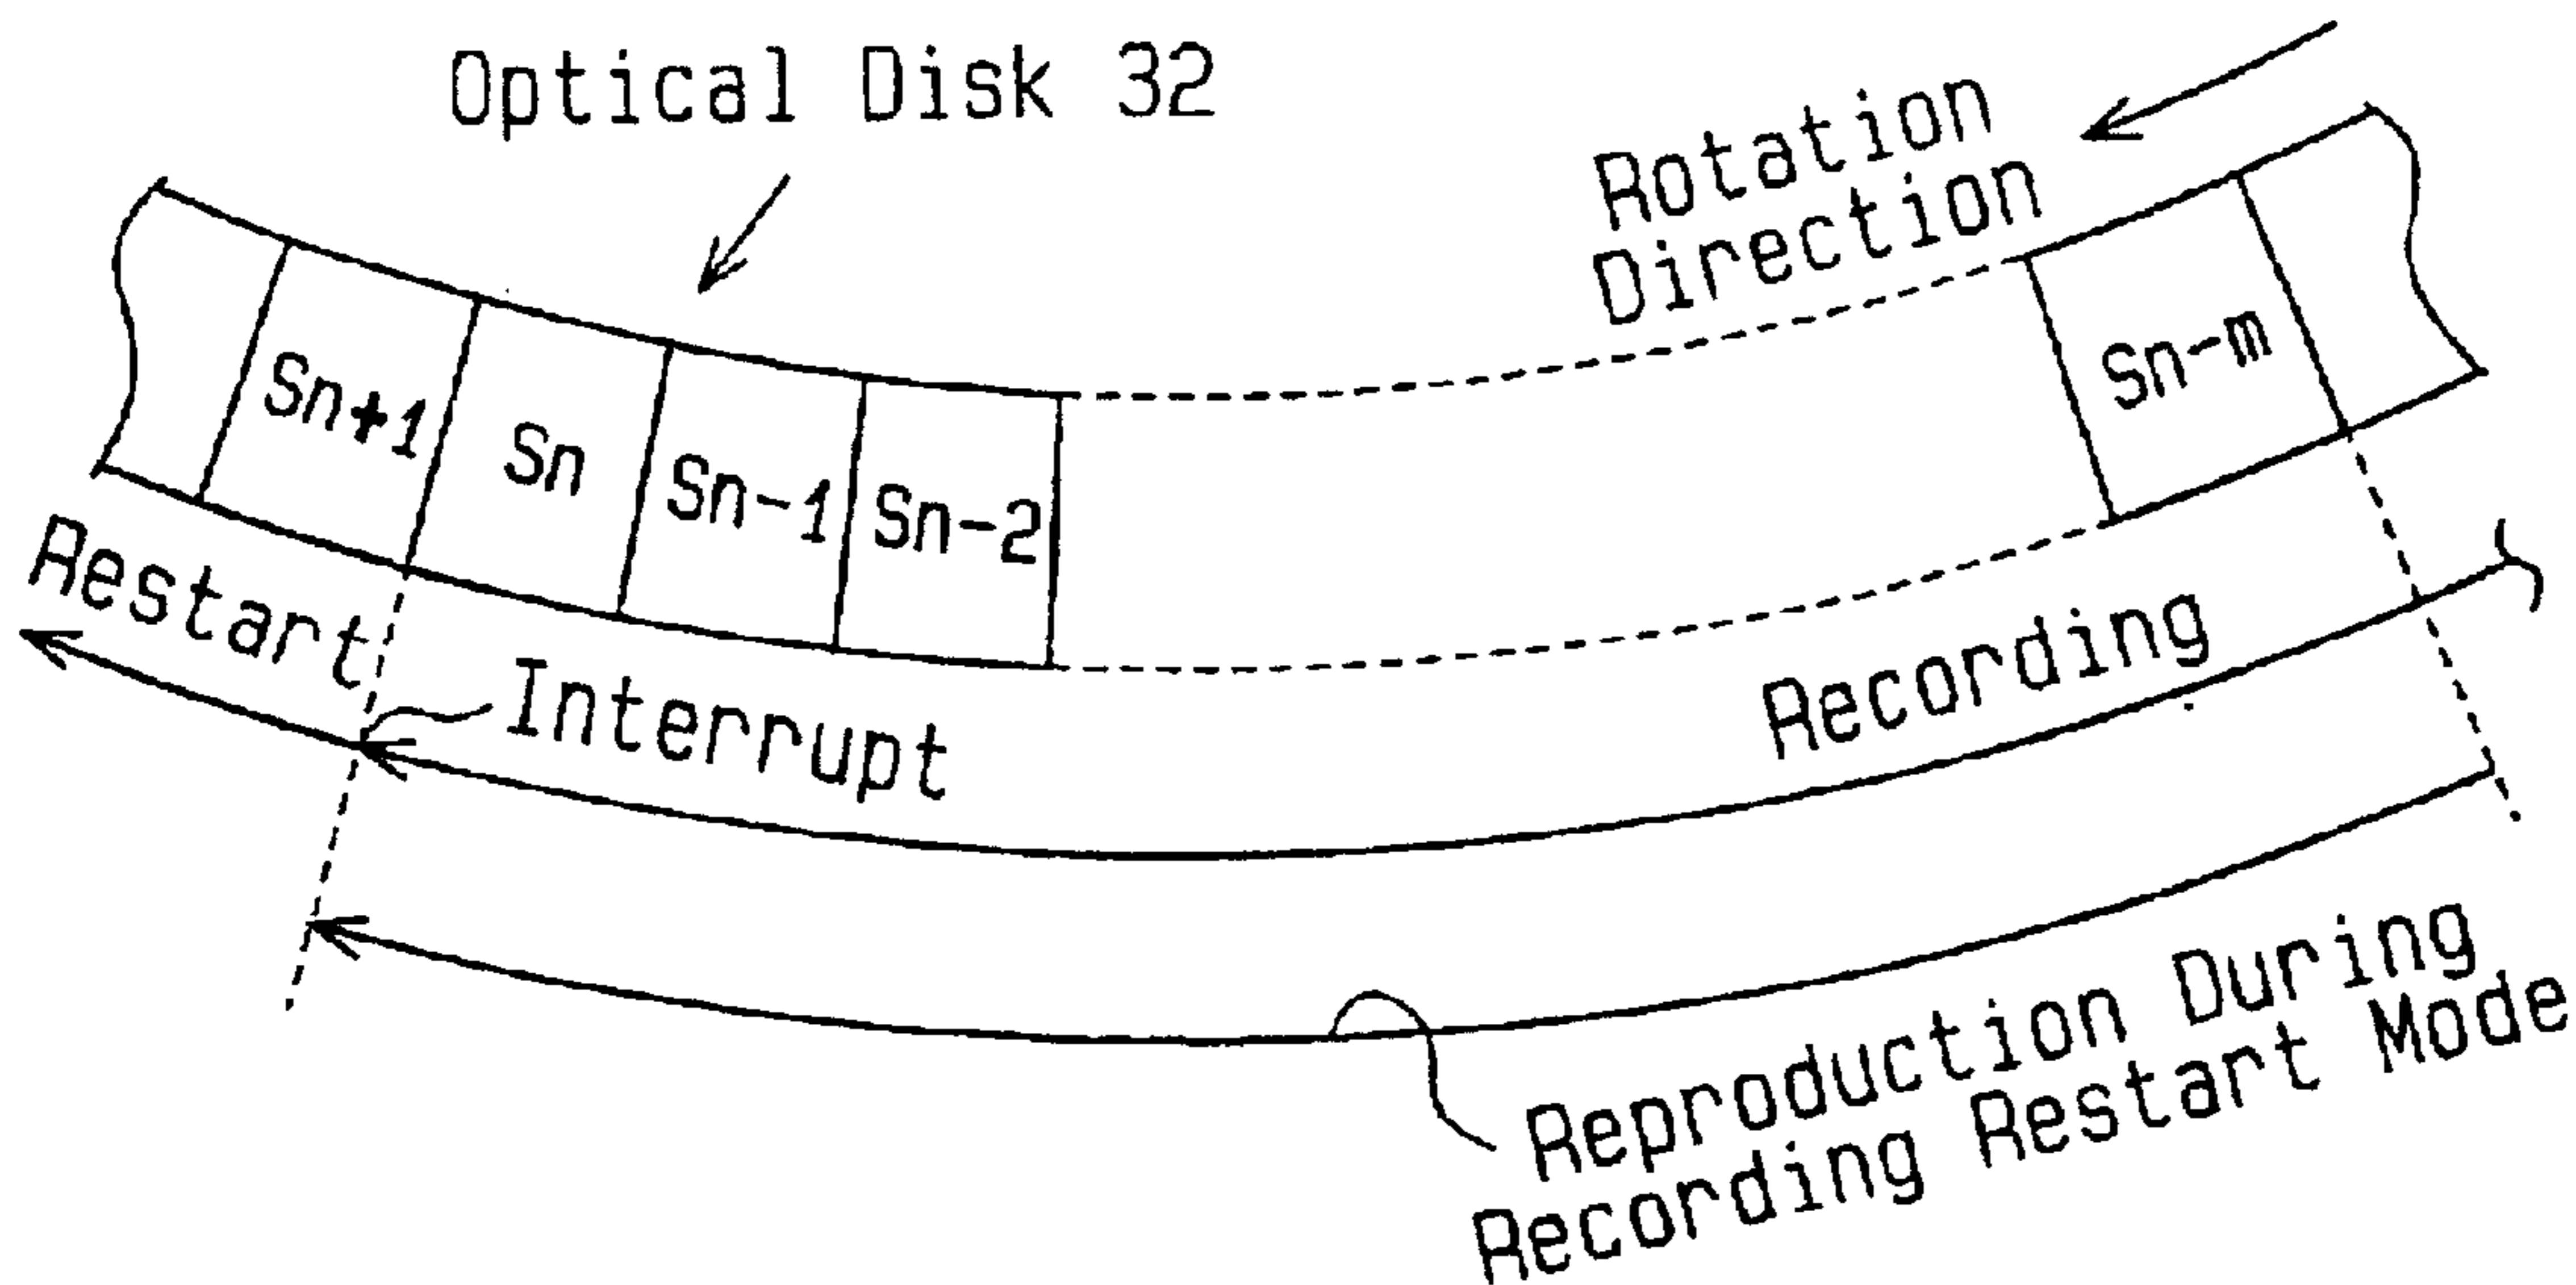 Optical Disk 32
Rotation
Direction
Sn+1
Sn
Sn-1
Sn-2
Sn-m
Restart
Interrupt
Recording
Reproduction During
Recording Restart Mode